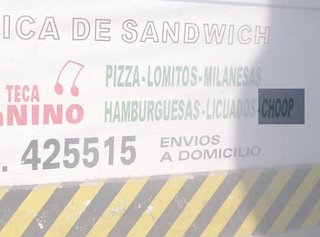 ICA DE SANDWICH
TECA
NINO
PIZZA-LOMITOS-MILANESAS
HAMBURGUESAS-LICUADOS-CHOOP
. 425515
ENVIOS
A DOMICILIO